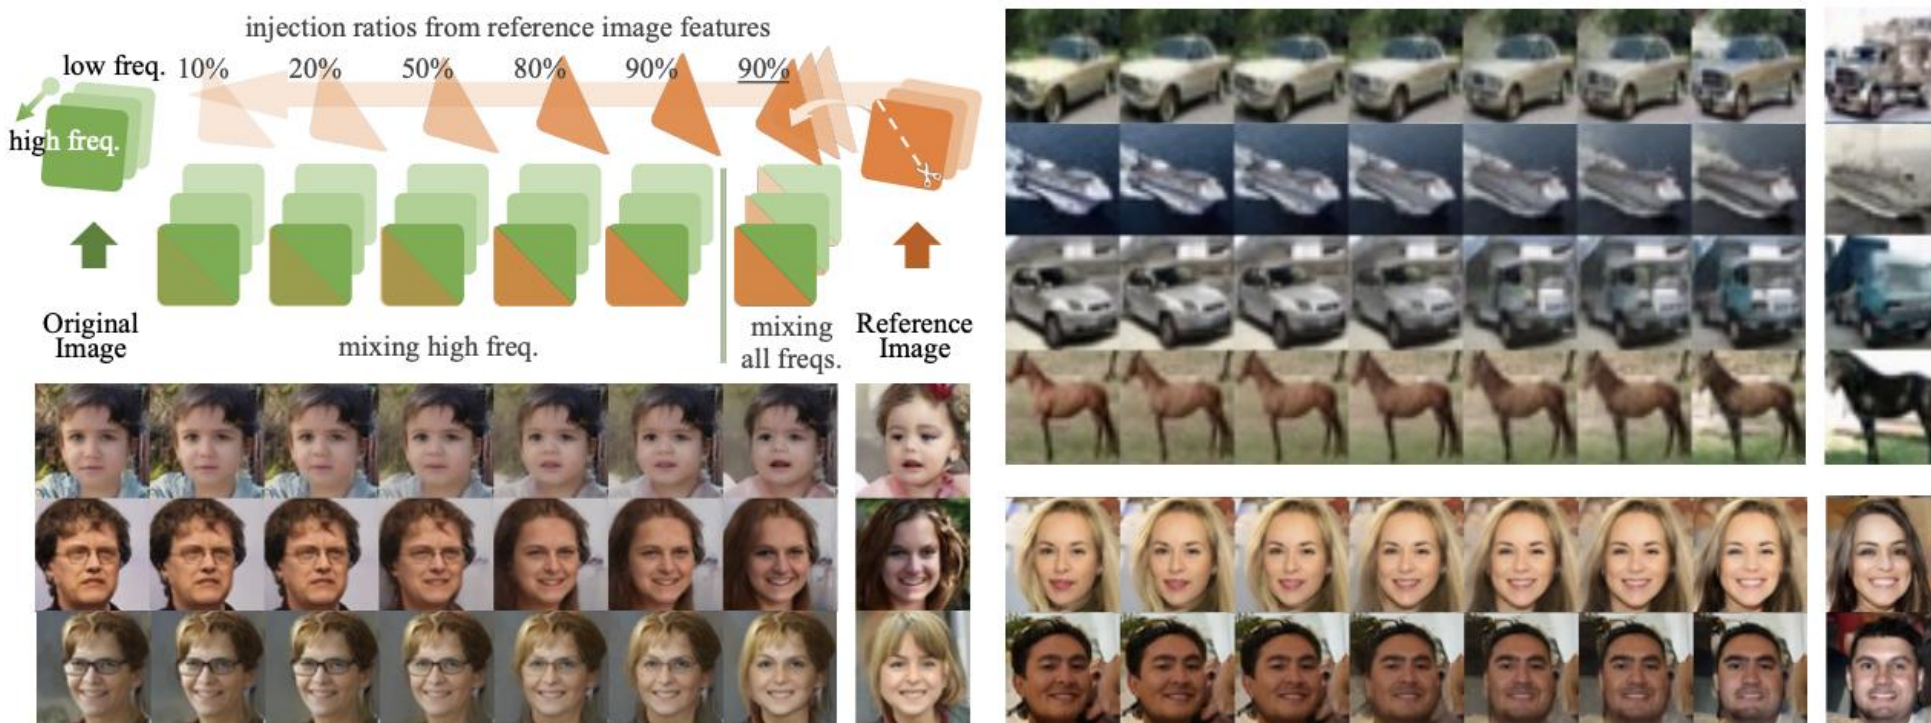 injection ratios from reference image features
low freq. 10% 20% 50% 80% 90% 90%
high freq.
Original
Image
mixing high freq.
mixing
all freqs.
Reference
Image